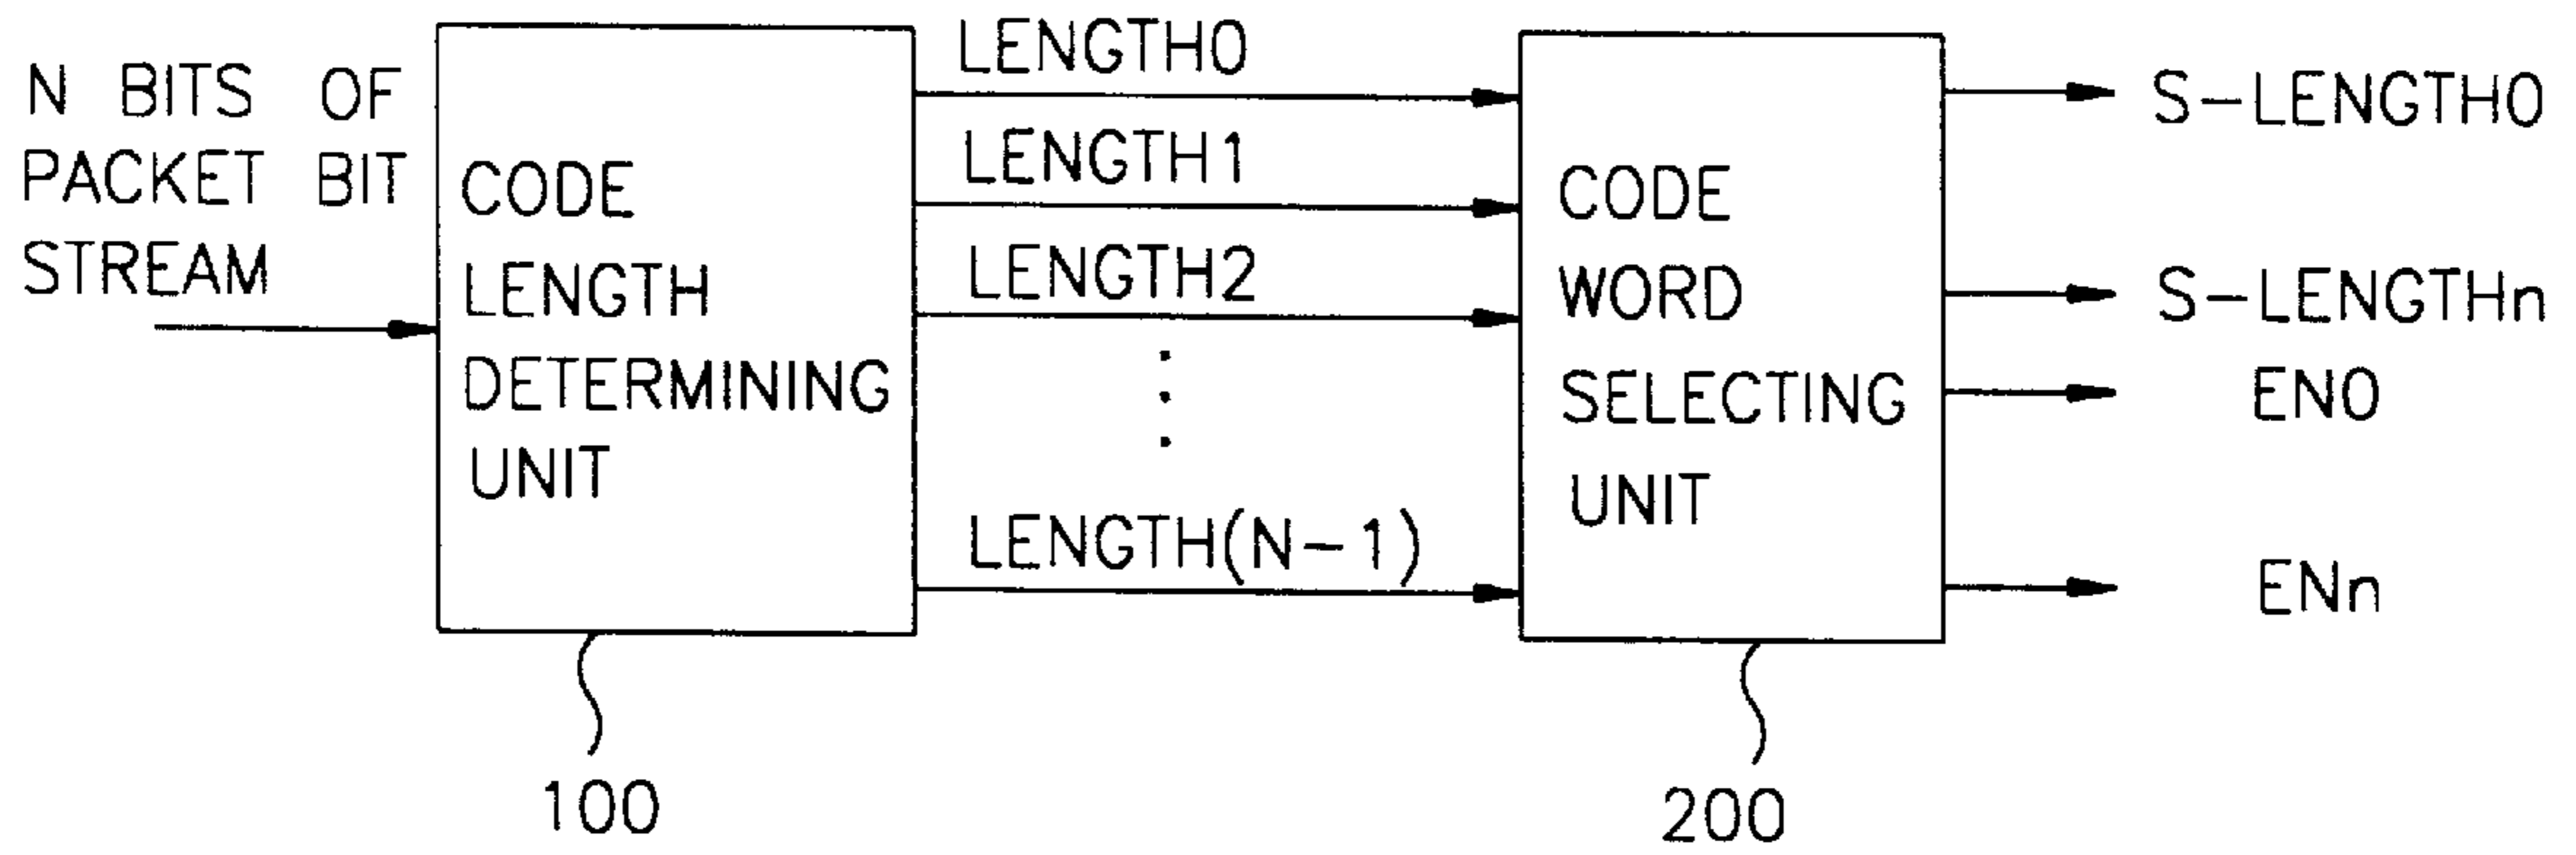 N BITS OF
PACKET BIT
STREAM
CODE
LENGTH
DETERMINING
UNIT
100
LENGTH0
LENGTH1
LENGTH2
LENGTH(N-1)
CODE
WORD
SELECTING
UNIT
200
S-LENGTH0
S-LENGTHn
EN0
ENn